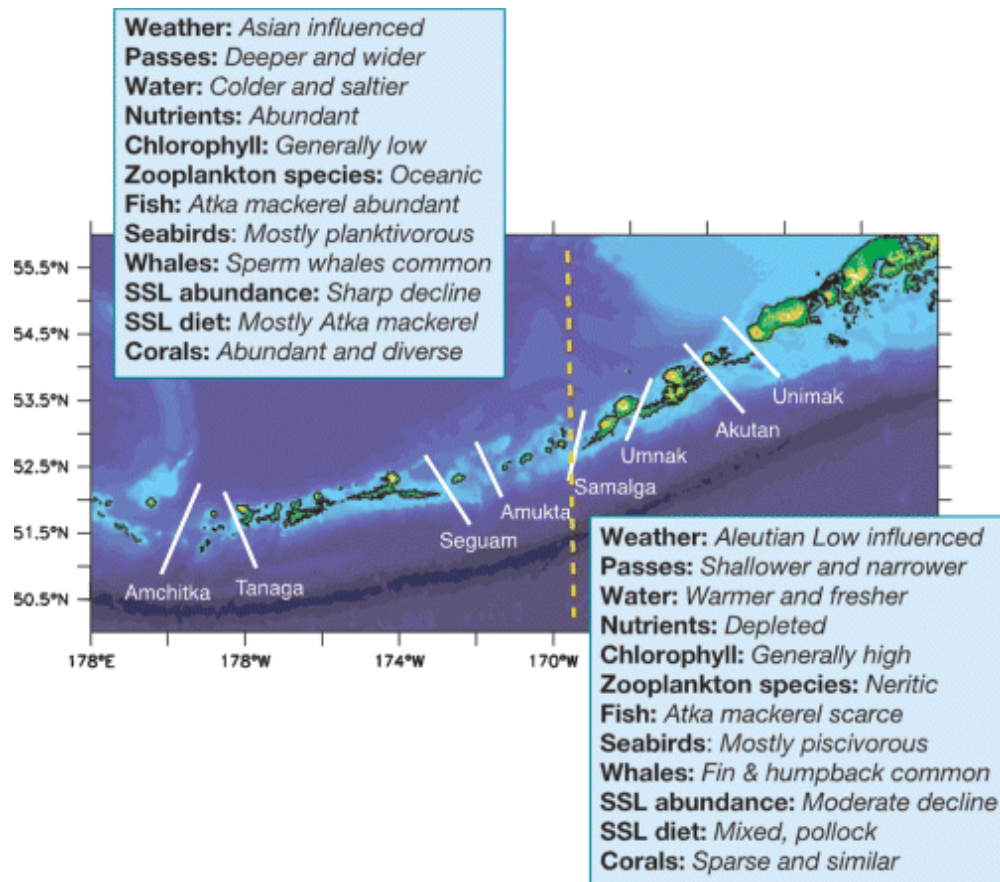 Weather: Asian influenced
Passes: Deeper and wider
Water: Colder and saltier
Nutrients: Abundant
Chlorophyll: Generally low
Zooplankton species: Oceanic
Fish: Atka mackerel abundant
Seabirds: Mostly planktivorous
Whales: Sperm whales common
SSL abundance: Sharp decline
SSL diet: Mostly Atka mackerel
Corals: Abundant and diverse
55.5°N
54.5°N
53.5°N
52.5°N
51.5°N
50.5°N
178°E
178°W
174°W
170°W
Unimak
Akutan
Umnak
Samalga
Amukta
Seguam
Tanaga
Amchitka
Weather: Aleutian Low influenced
Passes: Shallower and narrower
Water: Warmer and fresher
Nutrients: Depleted
Chlorophyll: Generally high
Zooplankton species: Neritic
Fish: Atka mackerel scarce
Seabirds: Mostly piscivorous
Whales: Fin & humpback common
SSL abundance: Moderate decline
SSL diet: Mixed, pollock
Corals: Sparse and similar